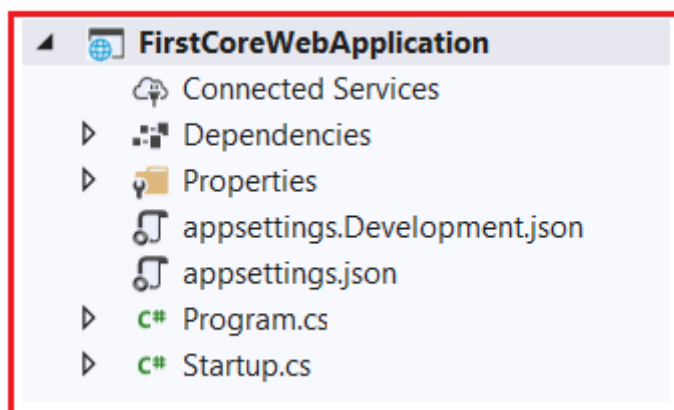 FirstCoreWebApplication
Connected Services
Dependencies
Properties
appsettings.Development.json
appsettings.json
C# Program.cs
C# Startup.cs